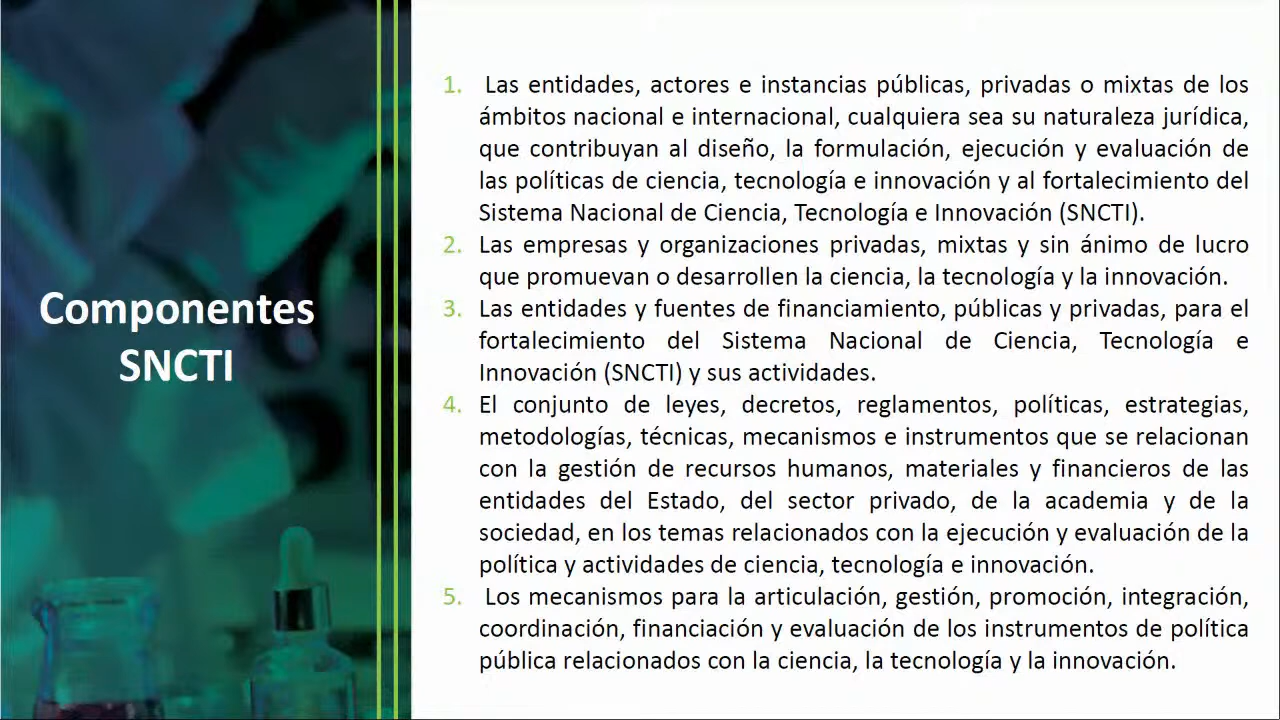 Componentes
SNCTI
1. Las entidades, actores e instancias públicas, privadas o mixtas de los
ámbitos nacional e internacional, cualquiera sea su naturaleza jurídica,
que contribuyan al diseño, la formulación, ejecución y evaluación de
las políticas de ciencia, tecnología e innovación y al fortalecimiento del
Sistema Nacional de Ciencia, Tecnología e Innovación (SNCTI).
2. Las empresas y organizaciones privadas, mixtas y sin ánimo de lucro
que promuevan o desarrollen la ciencia, la tecnología y la innovación.
3. Las entidades y fuentes de financiamiento, públicas y privadas, para el
fortalecimiento del Sistema Nacional de Ciencia, Tecnología e
Innovación (SNCTI) y sus actividades.
4. El conjunto de leyes, decretos, reglamentos, políticas, estrategias,
metodologías, técnicas, mecanismos e instrumentos que se relacionan
con la gestión de recursos humanos, materiales y financieros de las
entidades del Estado, del sector privado, de la academia y de la
sociedad, en los temas relacionados con la ejecución y evaluación de la
política y actividades de ciencia, tecnología e innovación.
5. Los mecanismos para la articulación, gestión, promoción, integración,
coordinación, financiación y evaluación de los instrumentos de política
pública relacionados con la ciencia, la tecnología y la innovación.